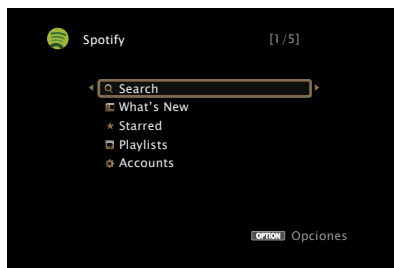 Spotify [1/5]
Search
What's New
Starred
Playlists
Accounts
OPTION Opciones